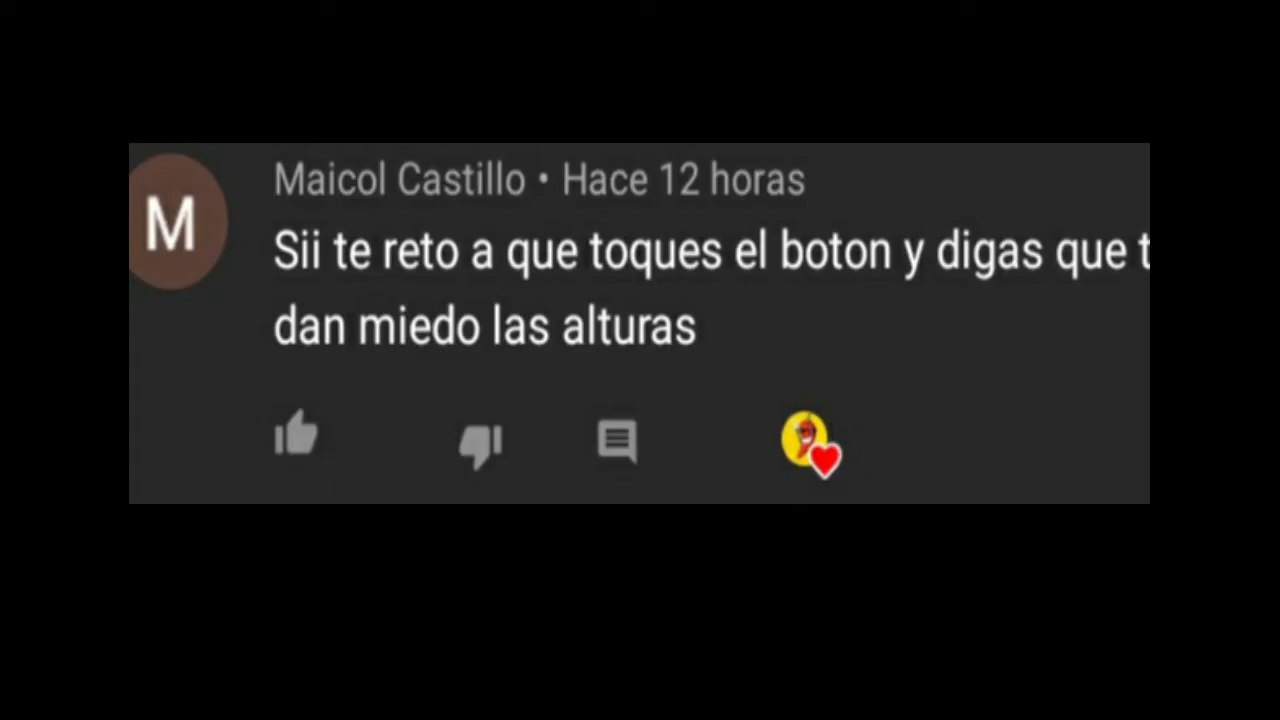 M
Maicol Castillo • Hace 12 horas
Sii te reto a que toques el boton y digas que t
dan miedo las alturas